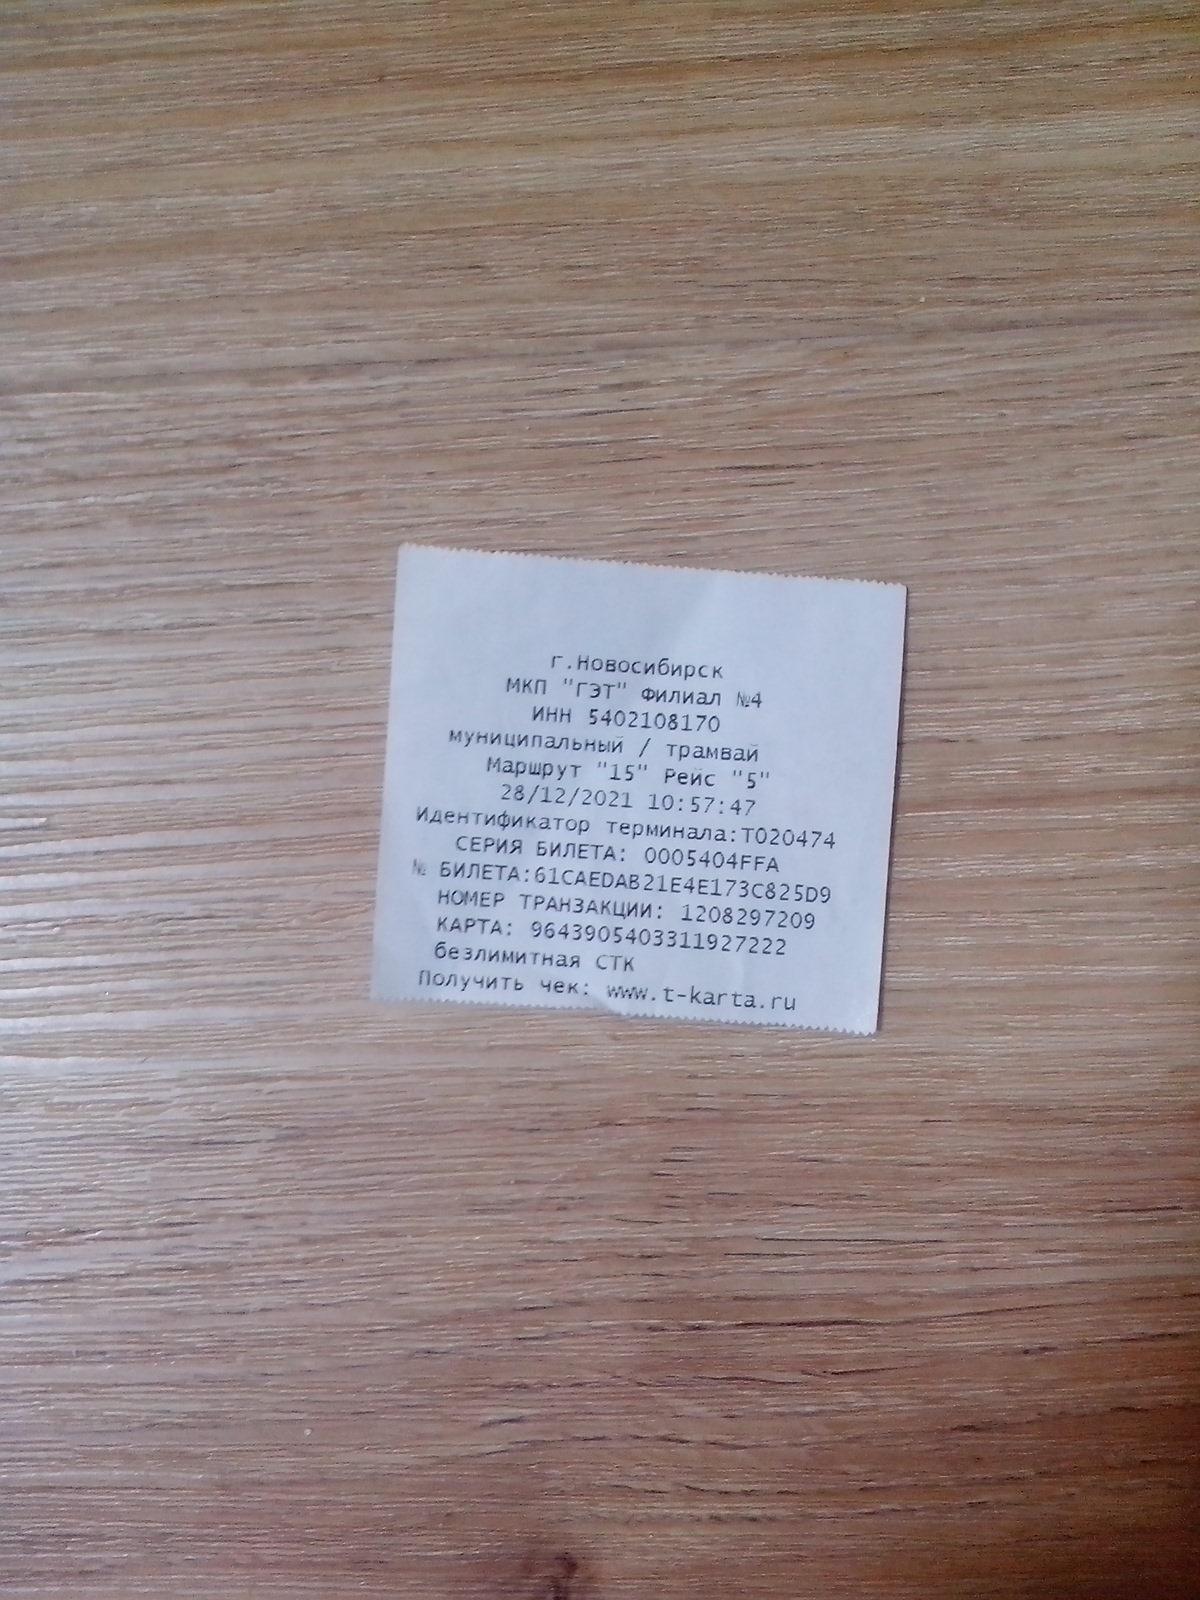 г.Новосибирск
МКП "ГЭТ" Филиал №4
ИНН 5402108170
муниципальный / трамвай
Маршрут "15" Рейс "5"
28/12/2021 10:57:47
Идентификатор терминала:T020474
СЕРИЯ БИЛЕТА: 0005404FFA
№ БИЛЕТА:61CAEDAB21E4E173C825D9
НОМЕР ТРАНЗАКЦИИ: 1208297209
КАРТА: 9643905403311927222
безлимитная СТК
Получить чек: www.t-karta.ru